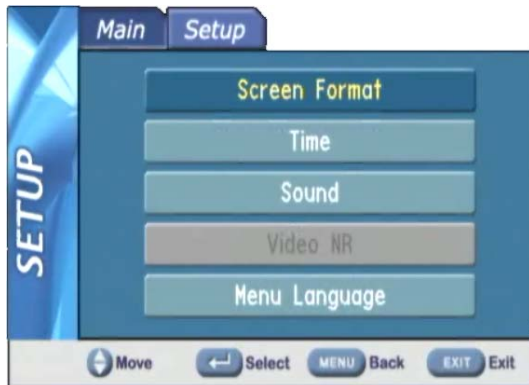 Main Setup
SETUP
Screen Format
Time
Sound
Video NR
Menu Language
Move Select MENU Back EXIT Exit